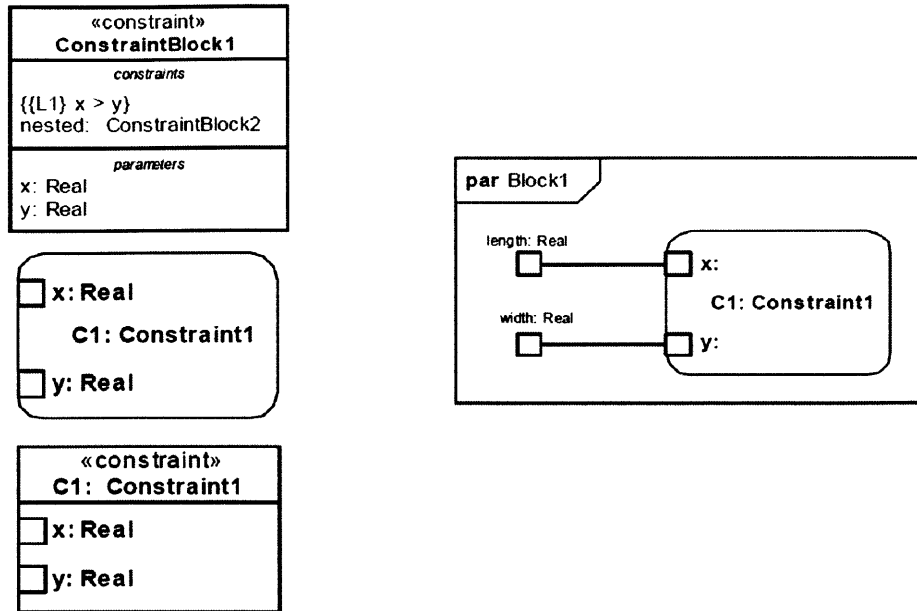 «constraint»
ConstraintBlock1
constraints
{{L1} x > y}
nested: ConstraintBlock2
parameters
x: Real
y: Real
x: Real
C1: Constraint1
y: Real
«constraint»
C1: Constraint1
x: Real
y: Real
par Block1
length: Real
x:
C1: Constraint1
width: Real
y: